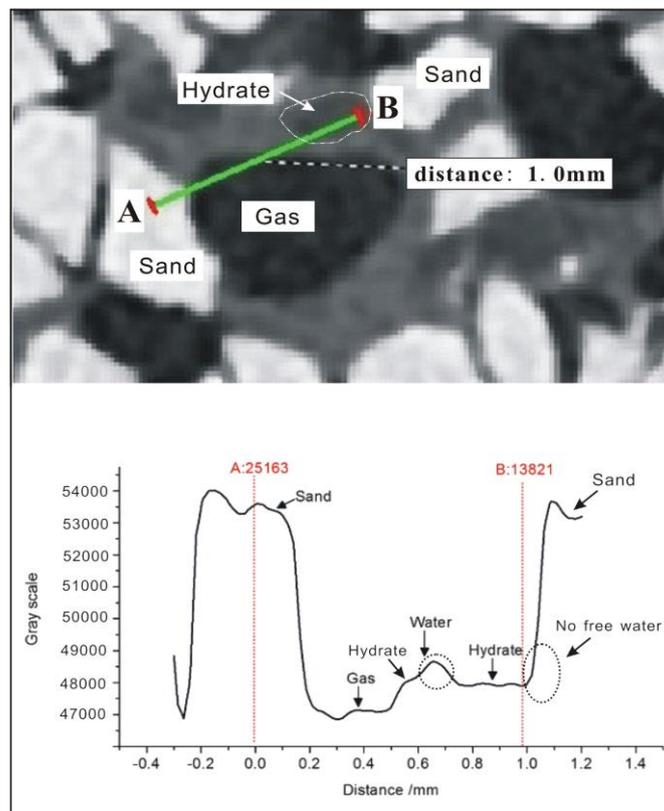 Sand
Hydrate
B
distance: 1.0mm
A
Gas
Sand
A:25163
B:13821
54000
53000
52000
51000
50000
49000
48000
47000
Gray scale
Sand
Sand
No free water
Water
Hydrate
Hydrate
Gas
-0.4
-0.2
0.0
0.2
0.4
0.6
0.8
1.0
1.2
1.4
Distance /mm